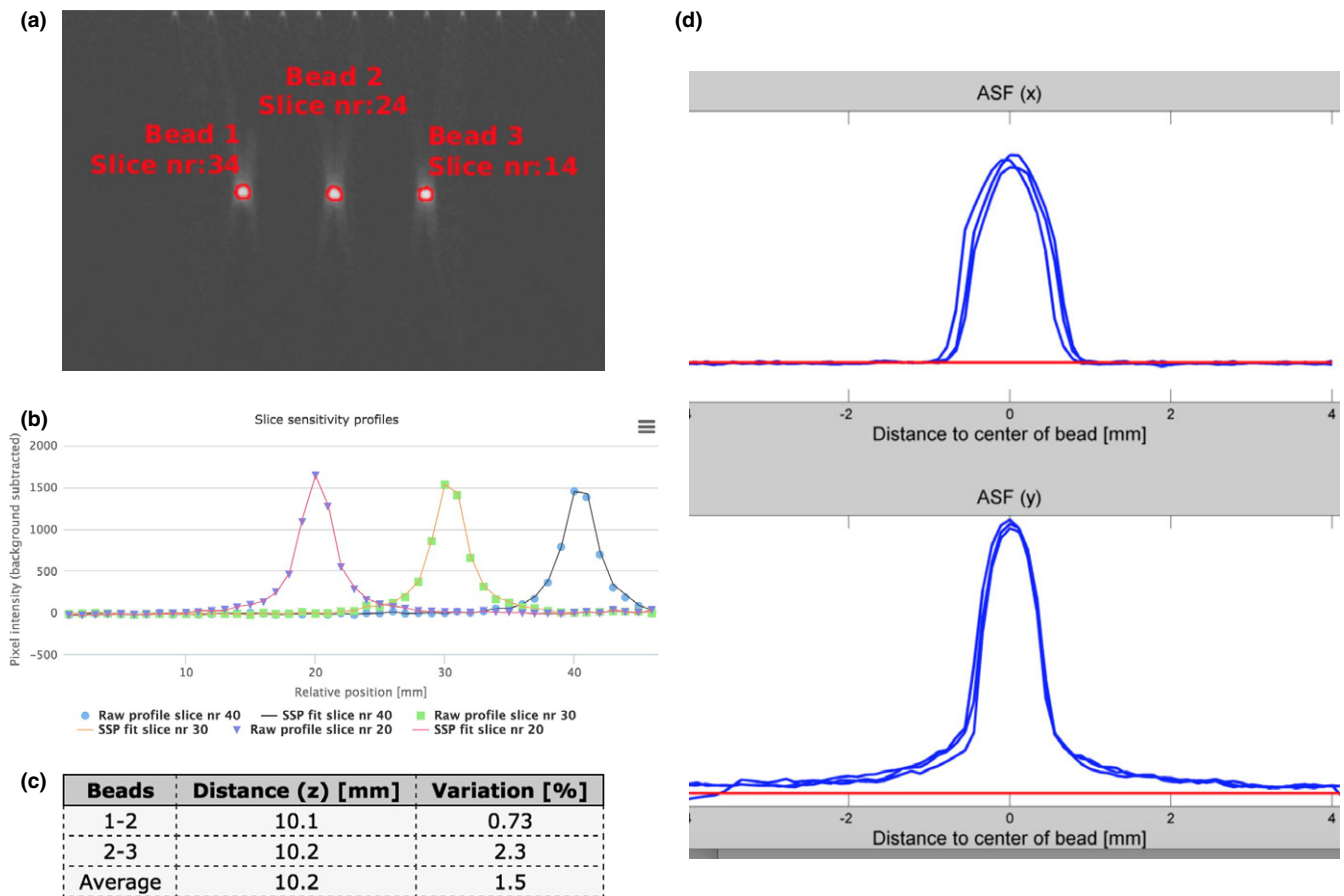 (a)
Bead 2
Slice nr:24
Bead 1
Slice nr:34
Bead 3
Slice nr:14
(b)
Slice sensitivity profiles
Pixel intensity (background subtracted)
2000
1500
1000
500
0
−500
10
20
30
40
Relative position [mm]
Raw profile slice nr 40
SSP fit slice nr 40
Raw profile slice nr 30
SSP fit slice nr 30
Raw profile slice nr 20
SSP fit slice nr 20
(c)
Beads Distance (z) [mm] Variation [%]
1-2 10.1 0.73
2-3 10.2 2.3
Average 10.2 1.5
(d)
ASF (x)
-2 0 2 4
Distance to center of bead [mm]
ASF (y)
-2 0 2 4
Distance to center of bead [mm]